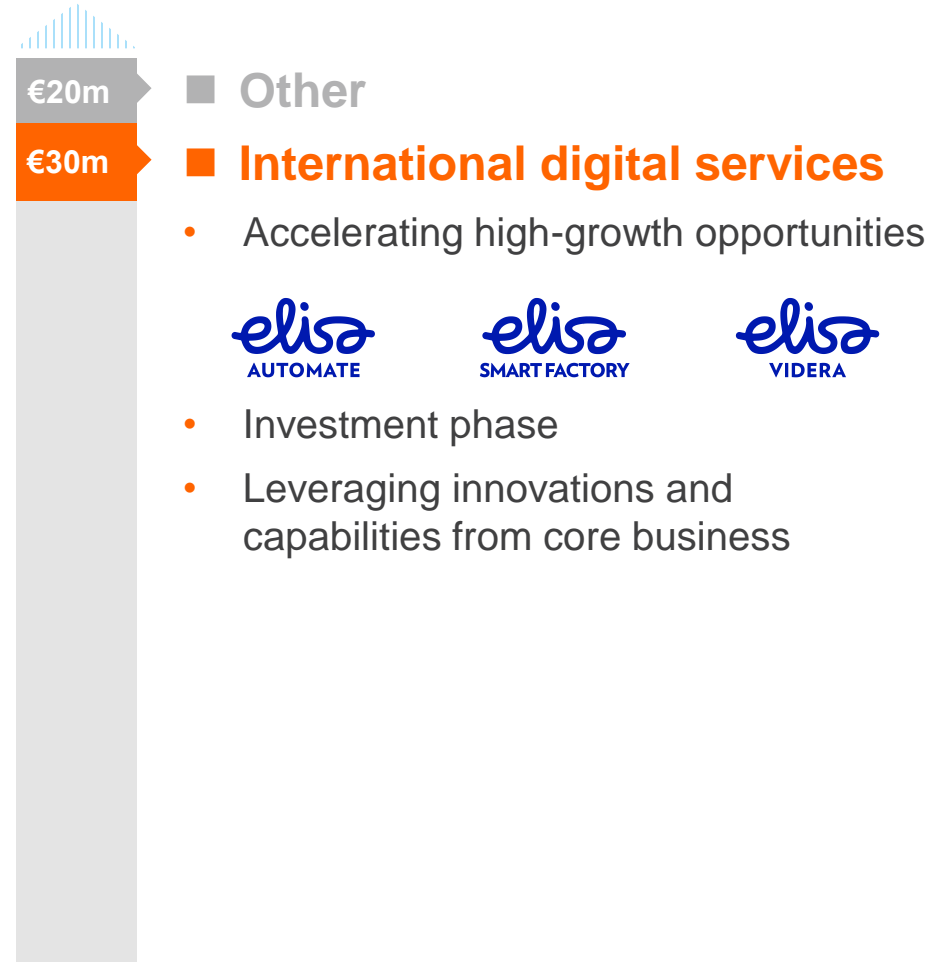 €20m ■ Other
€30m ■ International digital services
• Accelerating high-growth opportunities
elisa elisa elisa
AUTOMATE SMART FACTORY VIDERA
• Investment phase
• Leveraging innovations and
capabilities from core business